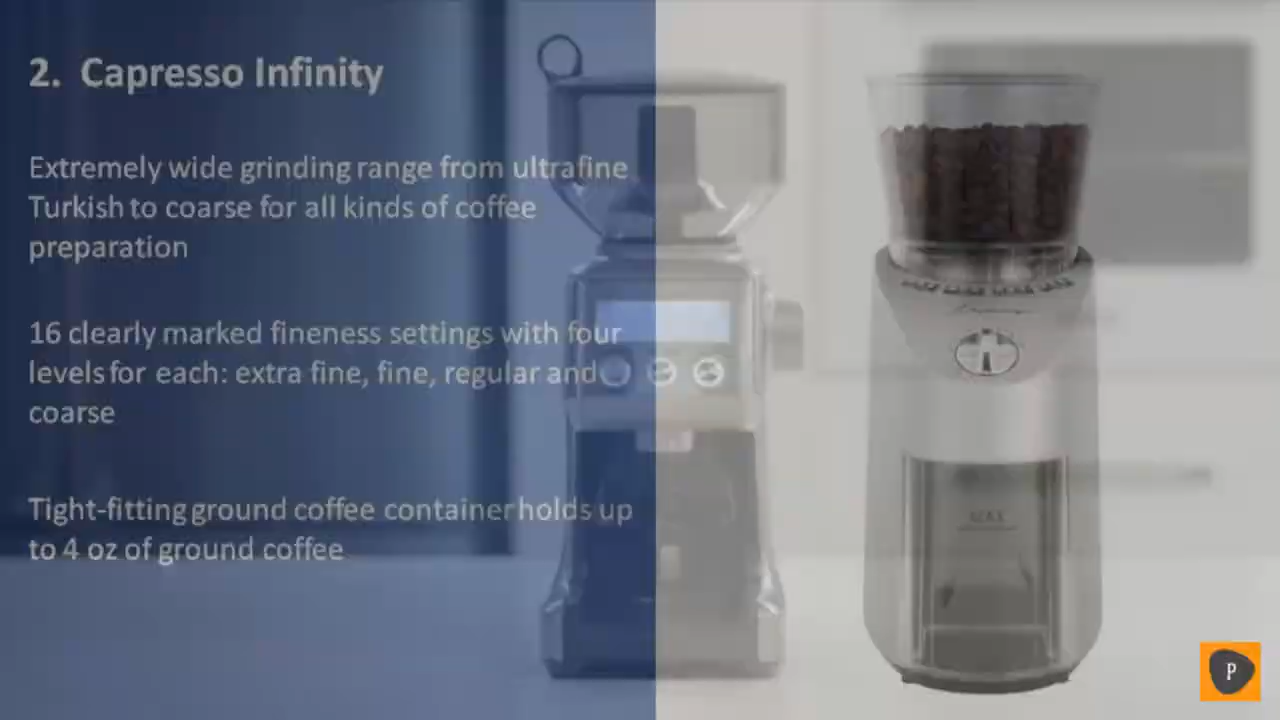 2. Capresso Infinity
Extremely wide grinding range from ultrafine
Turkish to coarse for all kinds of coffee
preparation
16 clearly marked fineness settings with four
levels for each: extra fine, fine, regular and
coarse
Tight-fitting ground coffee container holds up
to 4 oz of ground coffee
MAX
P